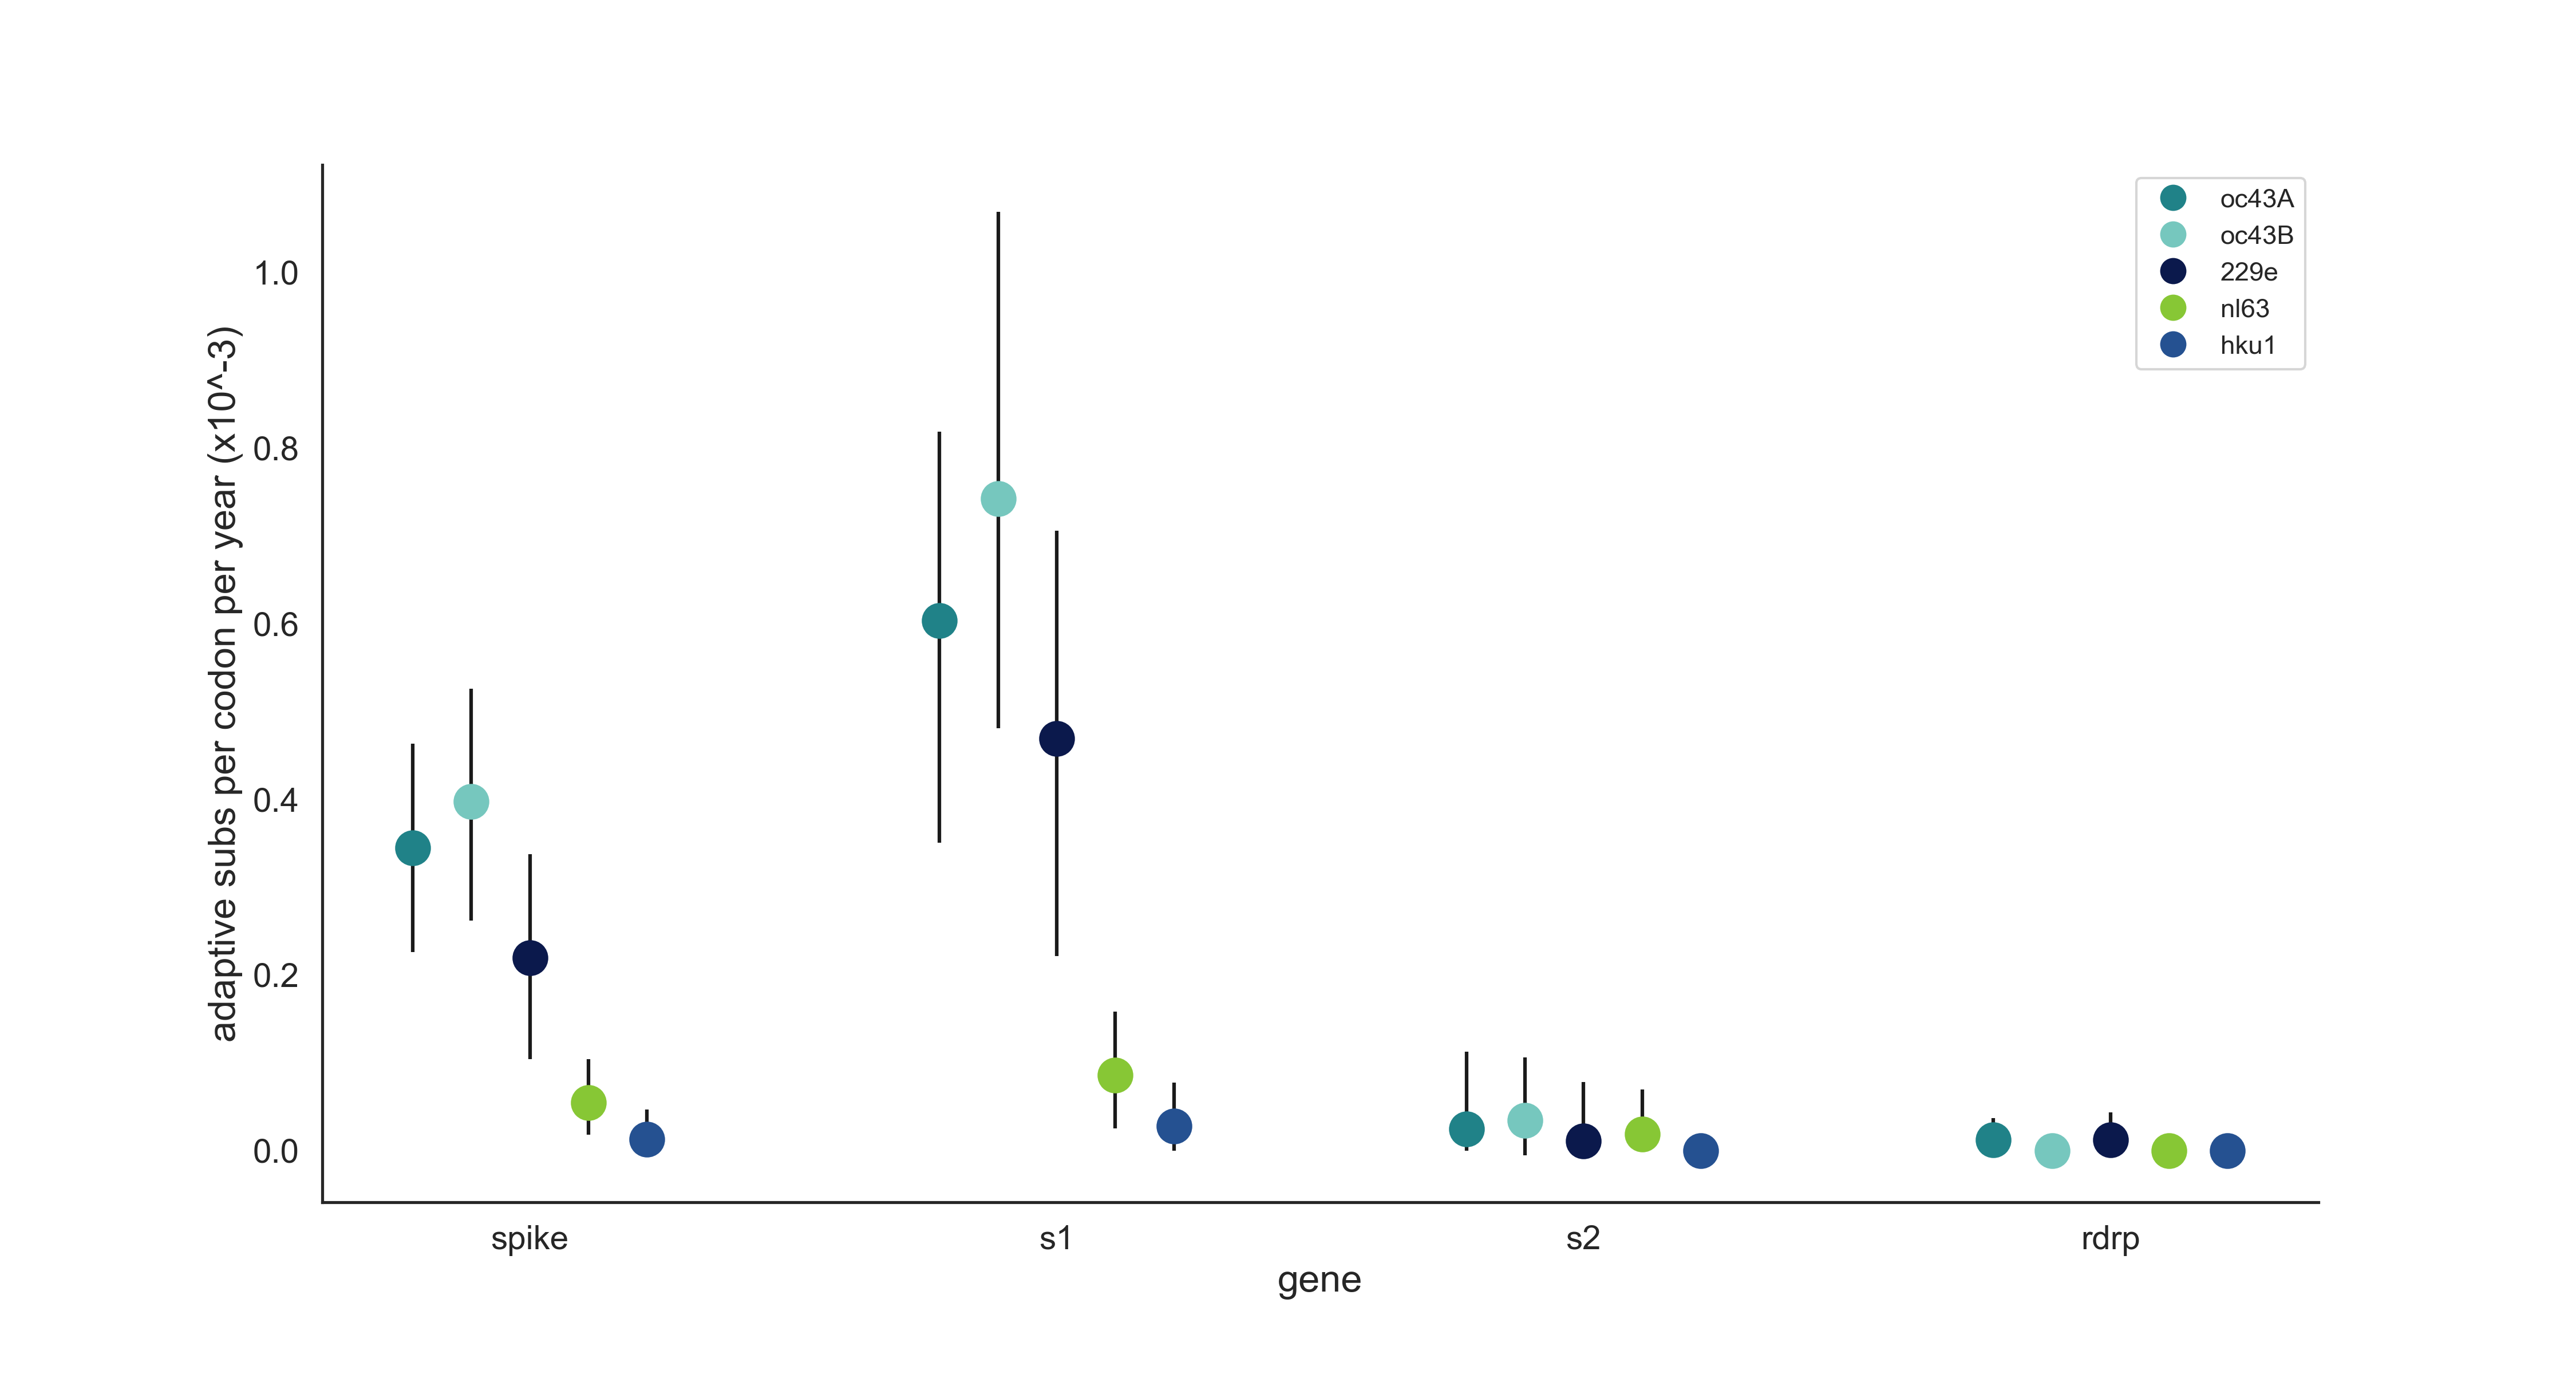 oc43A
oc43B
229e
nl63
hku1
adaptive subs per codon per year (x10^-3)
1.0
0.8
0.6
0.4
0.2
0.0
spike s1 s2 rdrp
gene